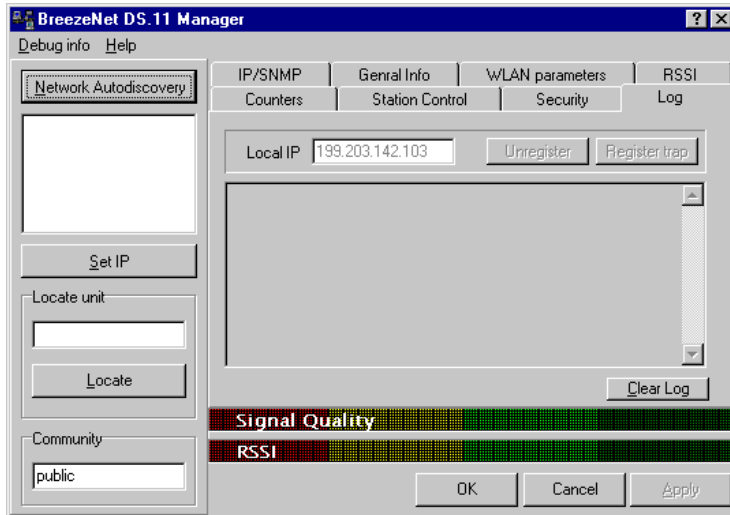 BreezeNet DS.11 Manager
Debug info Help
Network Autodiscovery
Set IP
Locate unit
Locate
Community
public
IP/SNMP Genral Info WLAN parameters RSSI
Counters Station Control Security Log
Local IP 199.203.142.103 Unregister Register trap
Clear Log
Signal Quality
RSSI
OK Cancel Apply